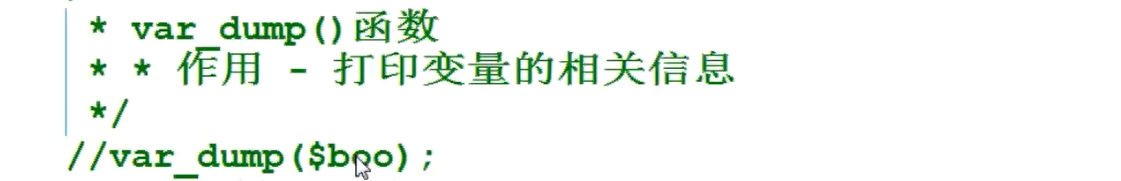 * var_dump()函数
* * 作用 - 打印变量的相关信息
*/
//var_dump($boo);